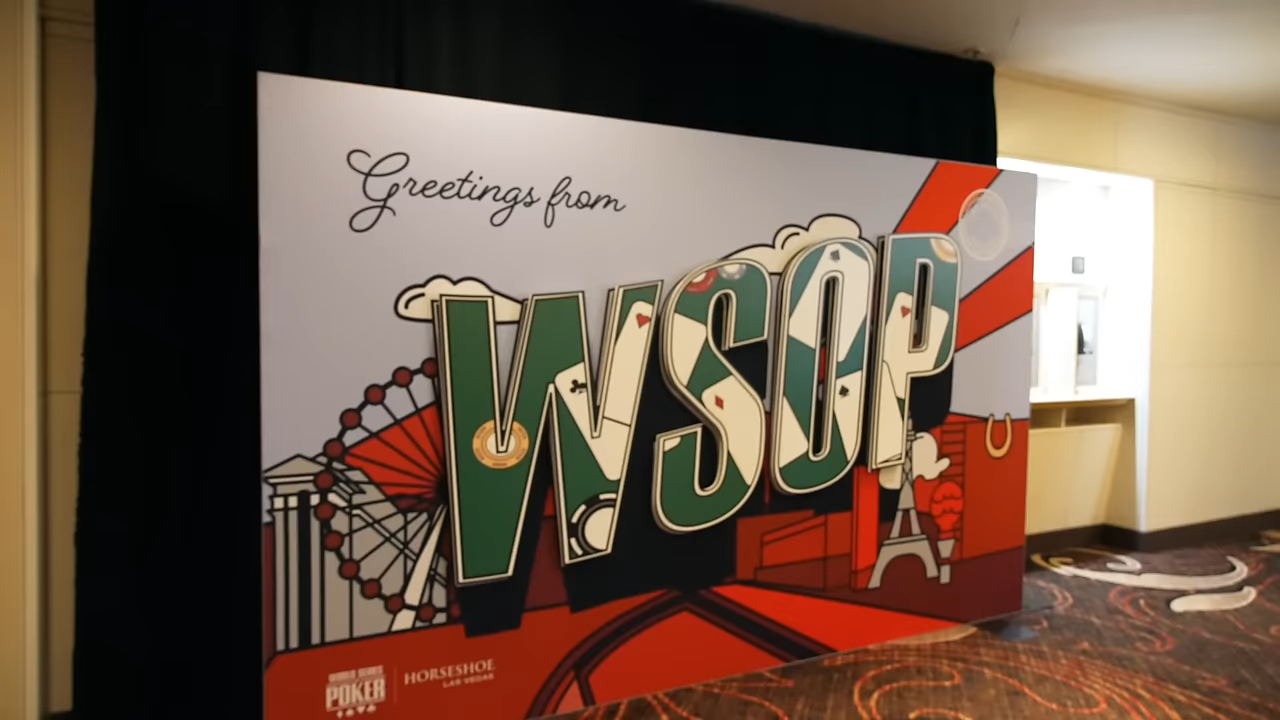 Greetings from
WSOP
WORLD SERIES
POKER
HORSESHOE
LAS VEGAS